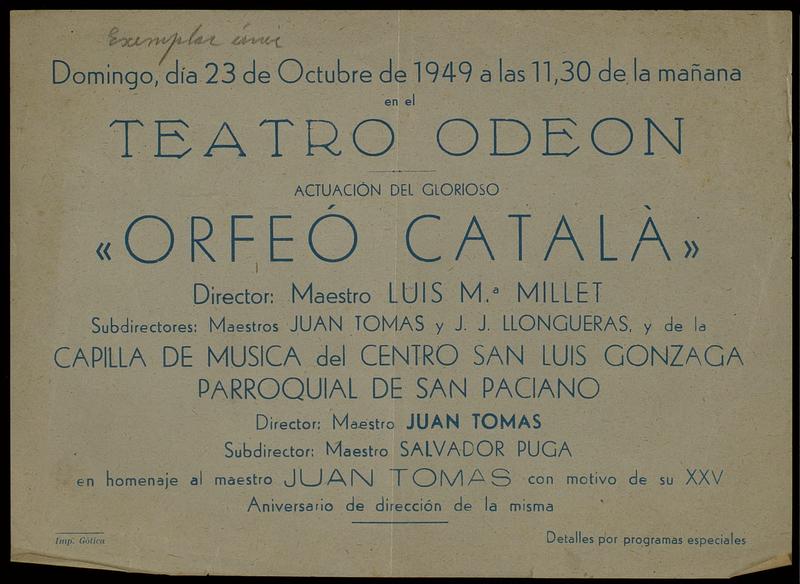 Exemplar únic
Domingo, día 23 de Octubre de 1949 a las 11,30 de la mañana
en el
TEATRO ODEON
ACTUACIÓN DEL GLORIOSO
«ORFEÓ CATALÀ»
Director: Maestro LUIS M.ª MILLET
Subdirectores: Maestros JUAN TOMAS y J. J. LLONGUERAS, y de la
CAPILLA DE MUSICA del CENTRO SAN LUIS GONZAGA
PARROQUIAL DE SAN PACIANO
Director: Maestro JUAN TOMAS
Subdirector: Maestro SALVADOR PUGA
en homenaje al maestro JUAN TOMAS con motivo de su XXV
Aniversario de dirección de la misma
Imp. Gótica
Detalles por programas especiales